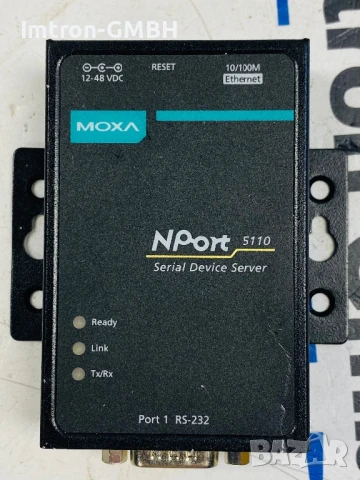 Imtron-GMBH
12-48 VDC
RESET
10/100M
Ethernet
MOXA
NPort 5110
Serial Device Server
Ready
Link
Tx/Rx
Port 1 RS-232
bazar